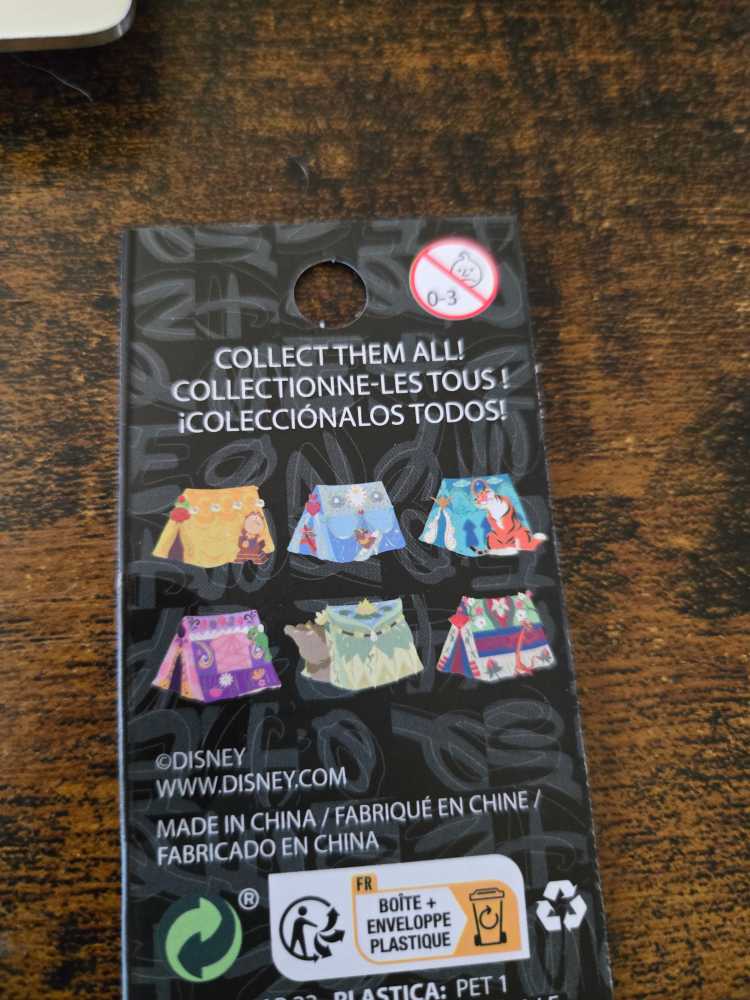 0-3
COLLECT THEM ALL!
COLLECTIONNE-LES TOUS !
¡COLECCIÓNALOS TODOS!
©DISNEY
WWW.DISNEY.COM
MADE IN CHINA / FABRIQUÉ EN CHINE /
FABRICADO EN CHINA
®
FR
BOÎTE +
ENVELOPPE
PLASTIQUE
PLASTICA: PET 1